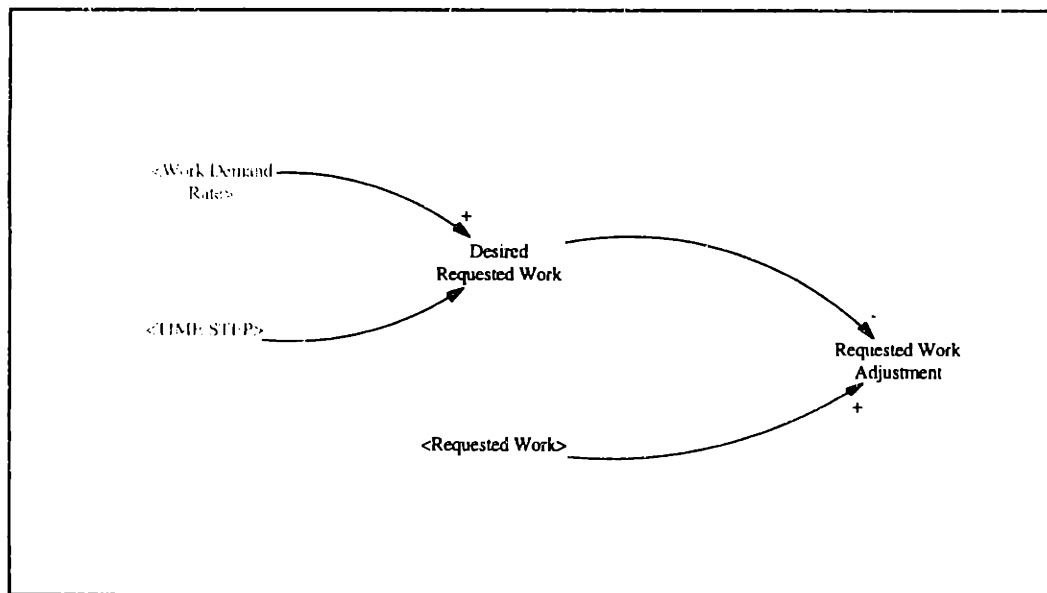 <Work Demand
Rate>
+
Desired
Requested Work
<TIME STEP>
-
Requested Work
Adjustment
+
<Requested Work>